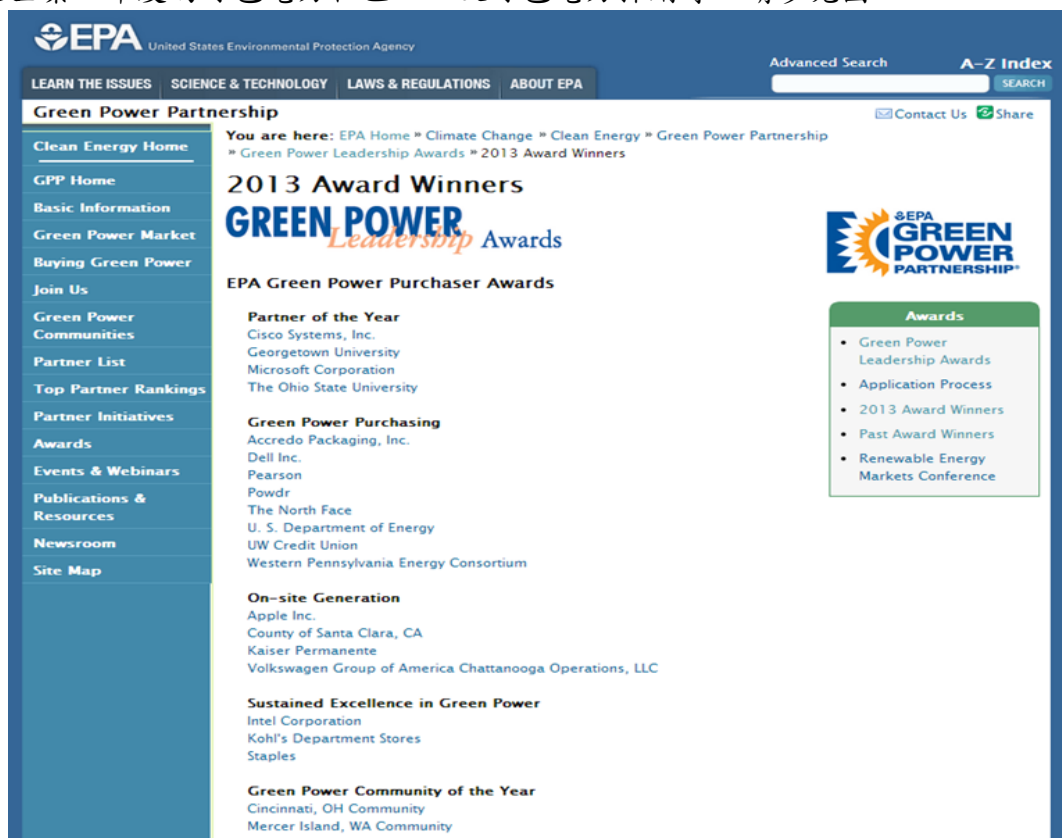 EPA United States Environmental Protection Agency
Advanced Search A-Z Index
LEARN THE ISSUES SCIENCE & TECHNOLOGY LAWS & REGULATIONS ABOUT EPA SEARCH
Green Power Partnership
Contact Us Share
Clean Energy Home
GPP Home
Basic Information
Green Power Market
Buying Green Power
Join Us
Green Power
Communities
Partner List
Top Partner Rankings
Partner Initiatives
Awards
Events & Webinars
Publications &
Resources
Newsroom
Site Map
You are here: EPA Home » Climate Change » Clean Energy » Green Power Partnership
» Green Power Leadership Awards » 2013 Award Winners
2013 Award Winners
GREEN POWER
Leadership Awards
EPA Green Power Purchaser Awards
Partner of the Year
Cisco Systems, Inc.
Georgetown University
Microsoft Corporation
The Ohio State University
Green Power Purchasing
Accredo Packaging, Inc.
Dell Inc.
Pearson
Powdr
The North Face
U. S. Department of Energy
UW Credit Union
Western Pennsylvania Energy Consortium
On-site Generation
Apple Inc.
County of Santa Clara, CA
Kaiser Permanente
Volkswagen Group of America Chattanooga Operations, LLC
Sustained Excellence in Green Power
Intel Corporation
Kohl's Department Stores
Staples
Green Power Community of the Year
Cincinnati, OH Community
Mercer Island, WA Community
EPA
GREEN
POWER
PARTNERSHIP
Awards
Green Power
Leadership Awards
Application Process
2013 Award Winners
Past Award Winners
Renewable Energy
Markets Conference